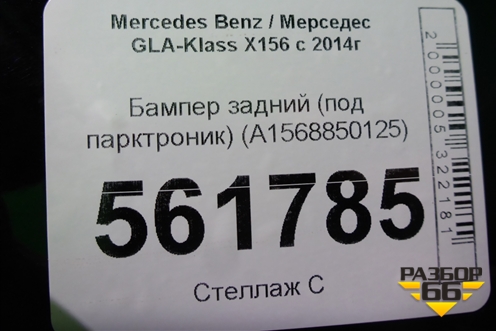 Mercedes Benz / Мерседес
GLA-Klass X156 с 2014г
Бампер задний (под
парктроник) (A1568850125)
561785
Стеллаж С
2000005322181
РАЗБОР
66